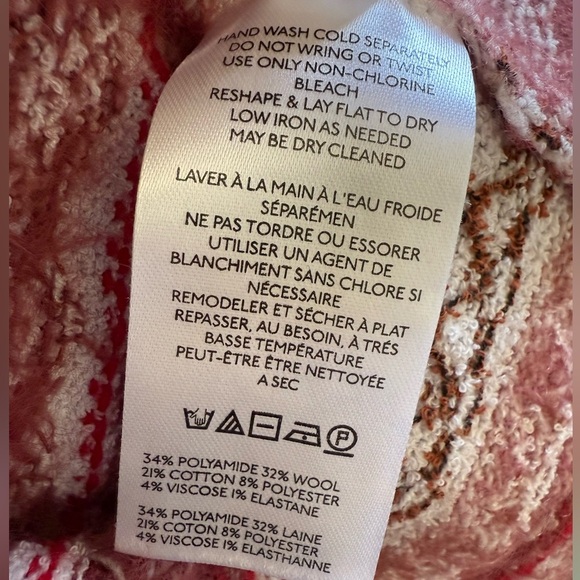 HAND WASH COLD SEPARATELY
DO NOT WRING OR TWIST
USE ONLY NON-CHLORINE
BLEACH
RESHAPE & LAY FLAT TO DRY
LOW IRON AS NEEDED
MAY BE DRY CLEANED
LAVER À LA MAIN À L'EAU FROIDE
SÉPARÉMEN
NE PAS TORDRE OU ESSORER
UTILISER UN AGENT DE
BLANCHIMENT SANS CHLORE SI
NÉCESSAIRE
REMODELER ET SÉCHER À PLAT
REPASSER, AU BESOIN, À TRÉS
BASSE TEMPÉRATURE
PEUT-ÊTRE ÊTRE NETTOYÉE
A SEC
P
34% POLYAMIDE 32% WOOL
21% COTTON 8% POLYESTER
4% VISCOSE 1% ELASTANE
34% POLYAMIDE 32% LAINE
21% COTON 8% POLYESTER
4% VISCOSE 1% ELASTHANNE